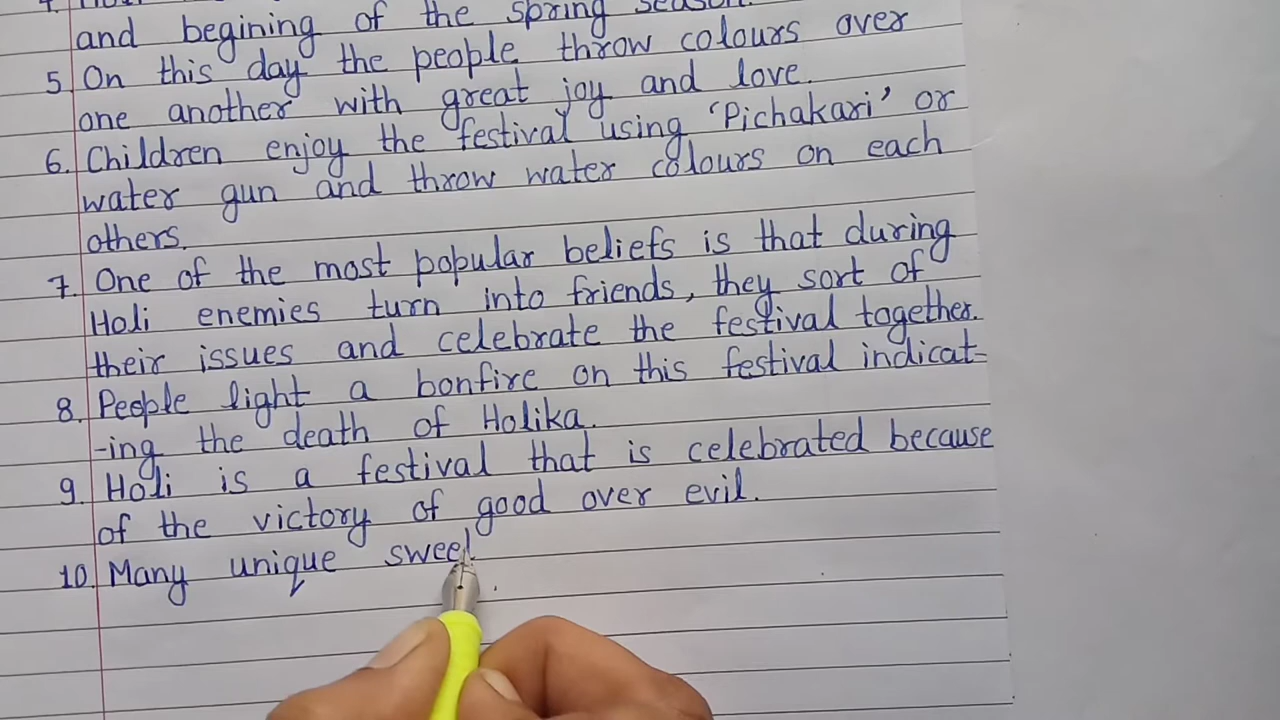 and begining of the spring season.
5. On this day the people throw colours over
one another with great joy and love.
6. Children enjoy the festival using 'Pichakari' or
water gun and throw water colours on each
others.
7. One of the most popular beliefs is that during
Holi enemies turn into friends, they sort of
their issues and celebrate the festival together.
8. People light a bonfire on this festival indicat-
-ing the death of Holika.
9. Holi is a festival that is celebrated because
of the victory of good over evil.
10. Many unique sweet